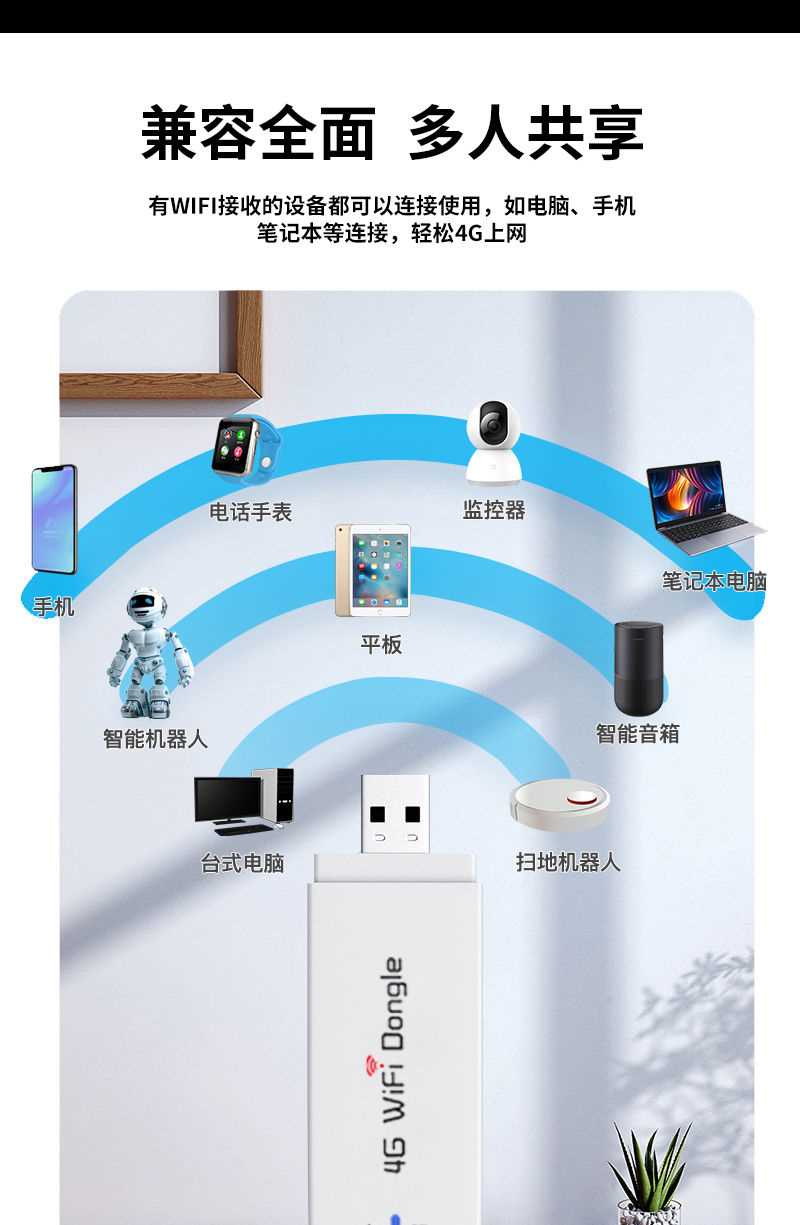 兼容全面 多人共享
有WIFI接收的设备都可以连接使用，如电脑、手机
笔记本等连接，轻松4G上网
电话手表
监控器
笔记本电脑
手机
平板
智能机器人
智能音箱
台式电脑
扫地机器人
4G WiFi Dongle